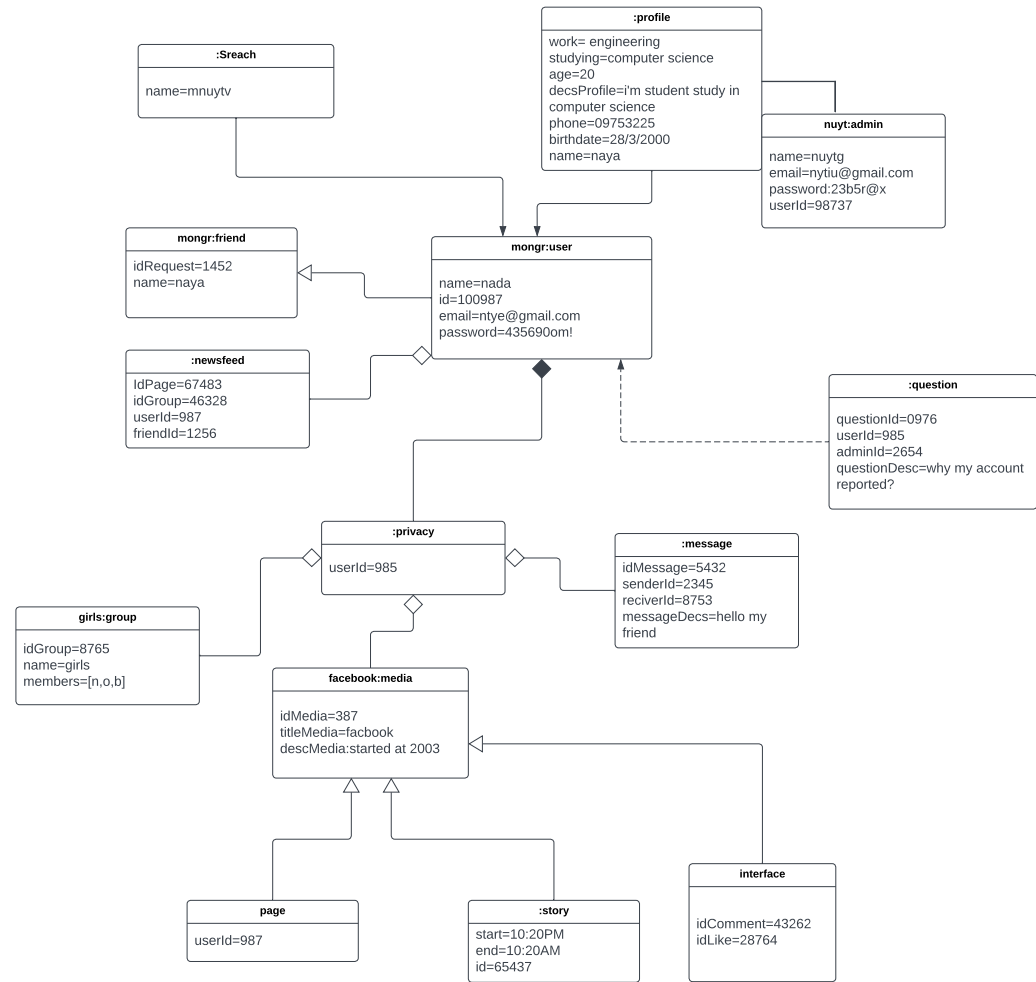 :profile
work= engineering
studying=computer science
age=20
decsProfile=i'm student study in
computer science
phone=09753225
birthdate=28/3/2000
name=naya
:Sreach
name=mnuytv
nuyt:admin
name=nuytg
email=nytiu@gmail.com
password:23b5r@x
userId=98737
mongr:friend
idRequest=1452
name=naya
mongr:user
name=nada
id=100987
email=ntye@gmail.com
password=435690om!
:newsfeed
IdPage=67483
idGroup=46328
userId=987
friendId=1256
:question
questionId=0976
userId=985
adminId=2654
questionDesc=why my account
reported?
:privacy
userId=985
:message
idMessage=5432
senderId=2345
reciverId=8753
messageDecs=hello my
friend
girls:group
idGroup=8765
name=girls
members=[n,o,b]
facebook:media
idMedia=387
titleMedia=facbook
descMedia:started at 2003
page
userId=987
:story
start=10:20PM
end=10:20AM
id=65437
interface
idComment=43262
idLike=28764